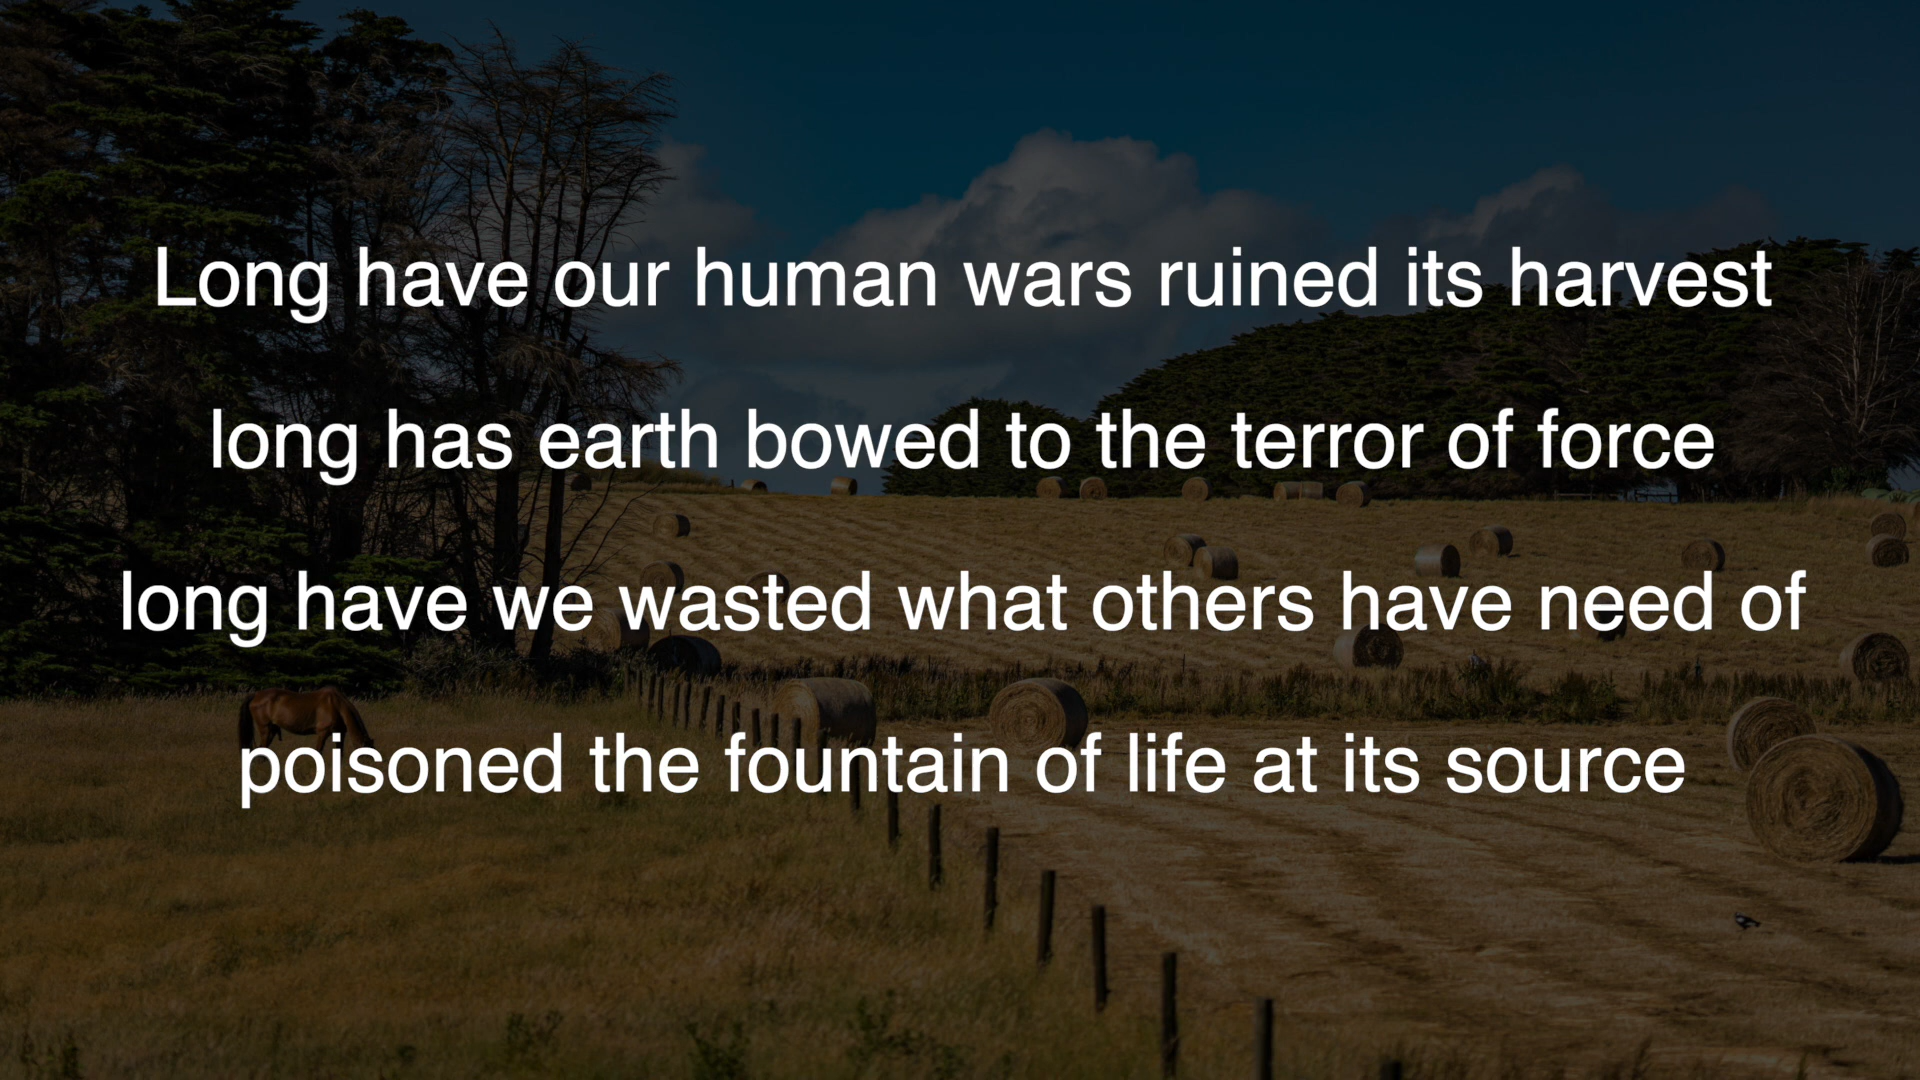 Long have our human wars ruined its harvest
long has earth bowed to the terror of force
long have we wasted what others have need of
poisoned the fountain of life at its source